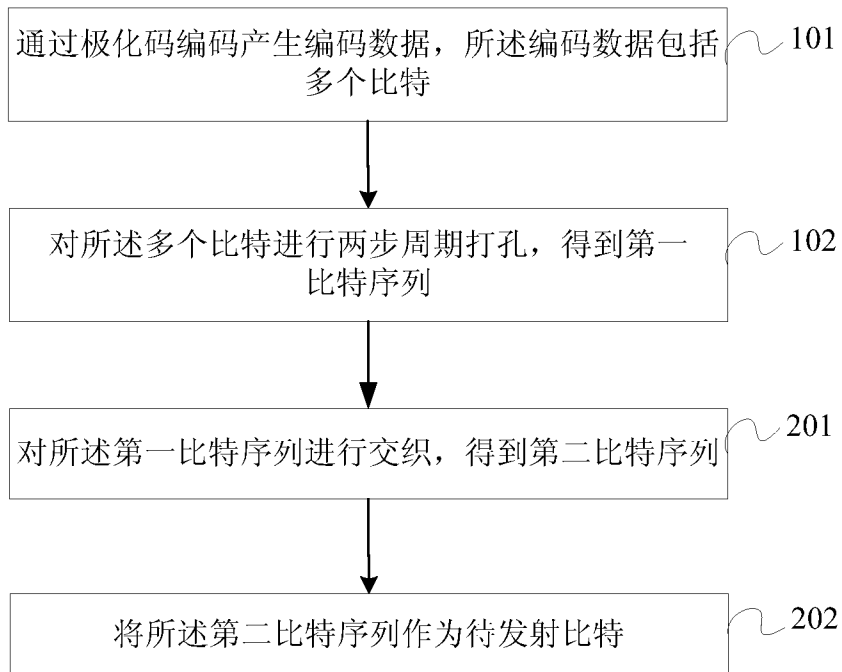 通过极化码编码产生编码数据，所述编码数据包括
多个比特
101
对所述多个比特进行两步周期打孔，得到第一
比特序列
102
对所述第一比特序列进行交织，得到第二比特序列
201
将所述第二比特序列作为待发射比特
202